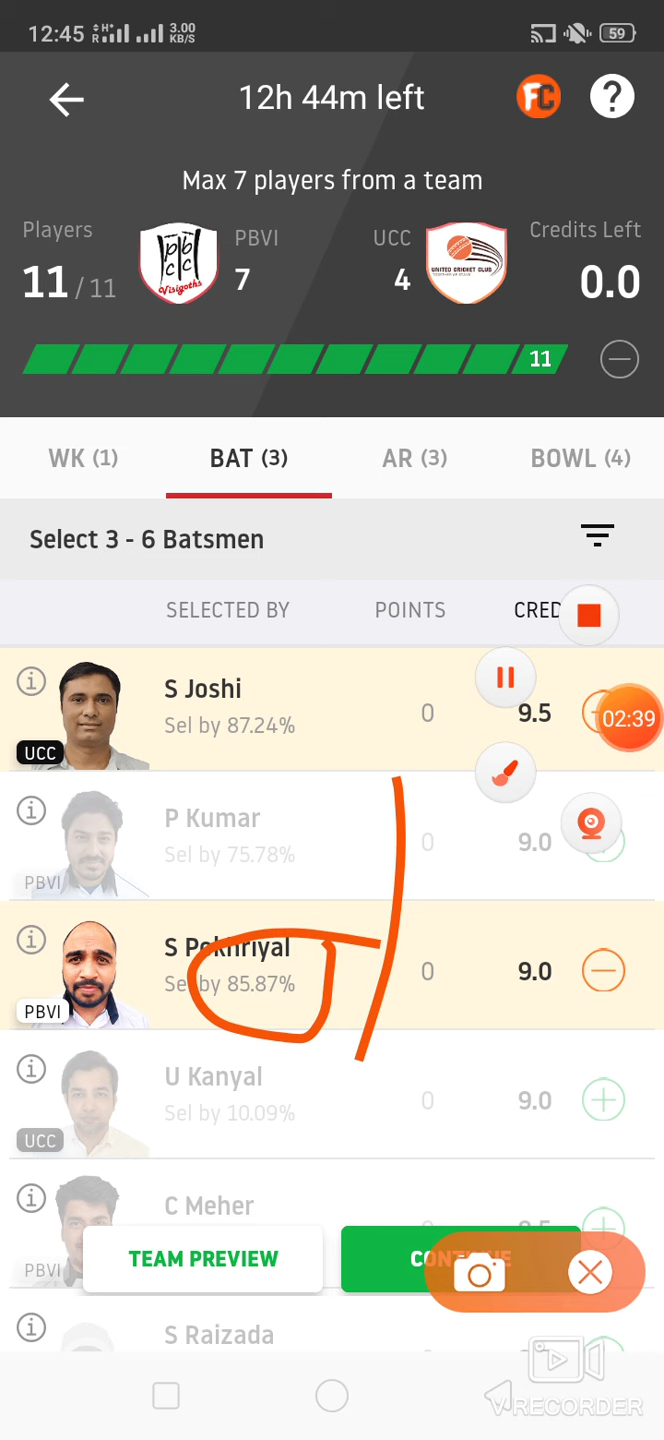 12:45 R H+ 3.00 KB/S 59
12h 44m left FC ?
Max 7 players from a team
Players PBVI UCC Credits Left
11 / 11 pbcc Visigoths 7 4 UNITED CRICKET CLUB 0.0
11
WK (1) BAT (3) AR (3) BOWL (4)
Select 3 - 6 Batsmen
SELECTED BY POINTS CRED
S Joshi
Sel by 87.24% 0 9.5 02:39
UCC
P Kumar
Sel by 75.78% 0 9.0
PBVI
S Pokhriyal
Sel by 85.87% 0 9.0
PBVI
U Kanyal
Sel by 10.09% 0 9.0
UCC
C Meher
PBVI TEAM PREVIEW CONTINUE
S Raizada
V RECORDER